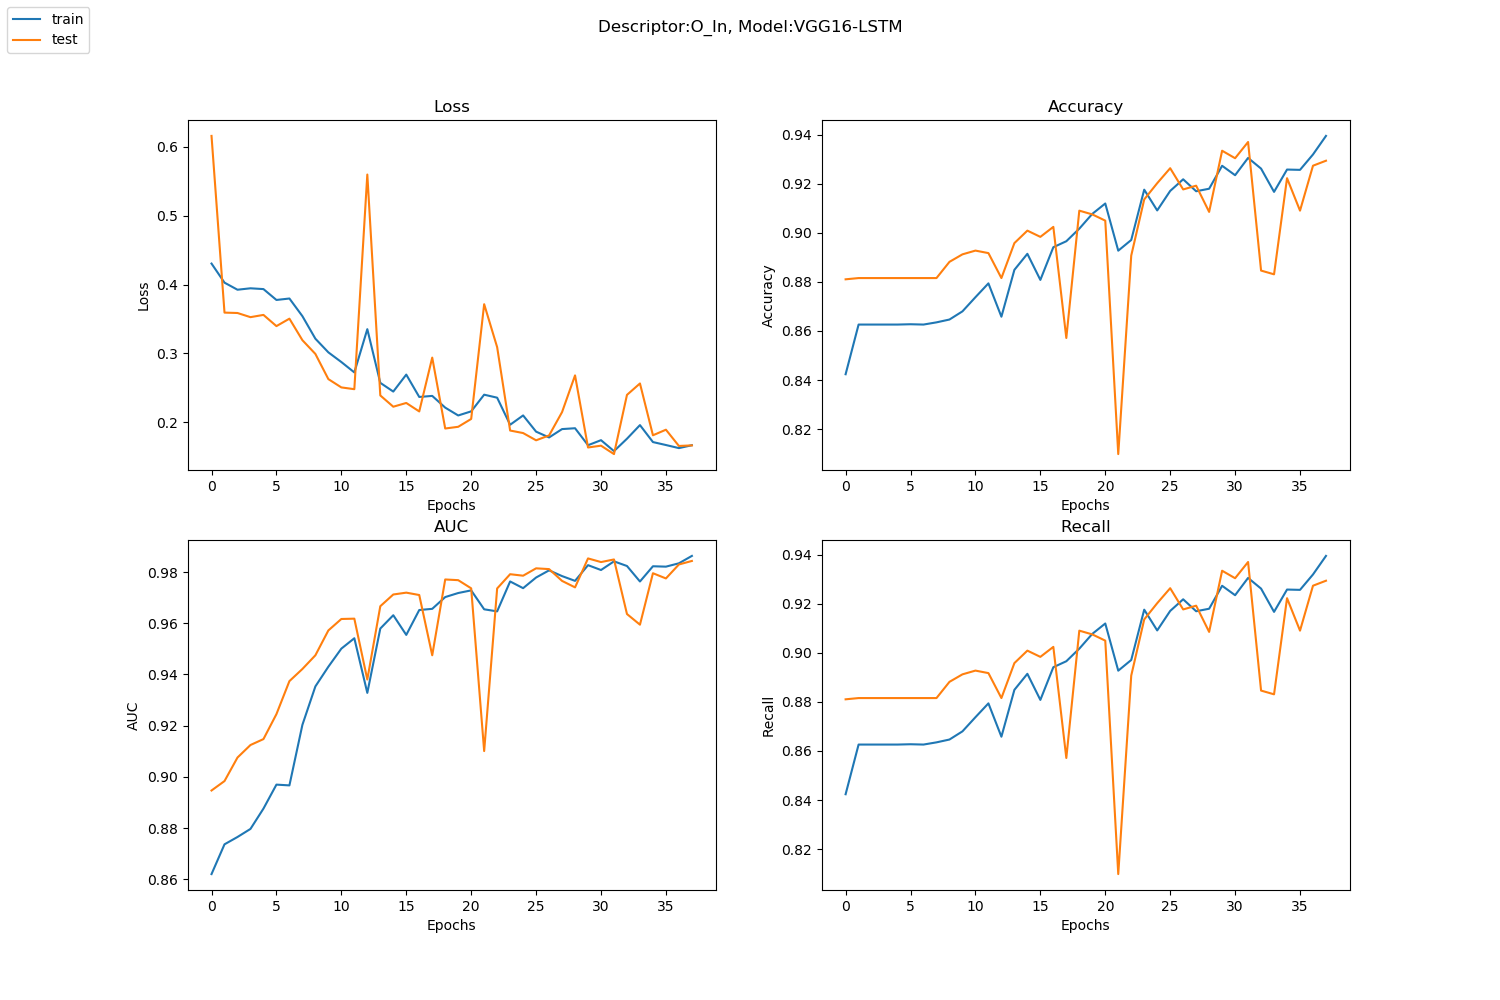 train
test
Descriptor:O_In, Model:VGG16-LSTM
Loss
0.6
0.5
0.4
0.3
0.2
Loss
0 5 10 15 20 25 30 35
Epochs
Accuracy
0.94
0.92
0.90
0.88
0.86
0.84
0.82
Accuracy
0 5 10 15 20 25 30 35
Epochs
AUC
0.98
0.96
0.94
0.92
0.90
0.88
0.86
AUC
0 5 10 15 20 25 30 35
Epochs
Recall
0.94
0.92
0.90
0.88
0.86
0.84
0.82
Recall
0 5 10 15 20 25 30 35
Epochs